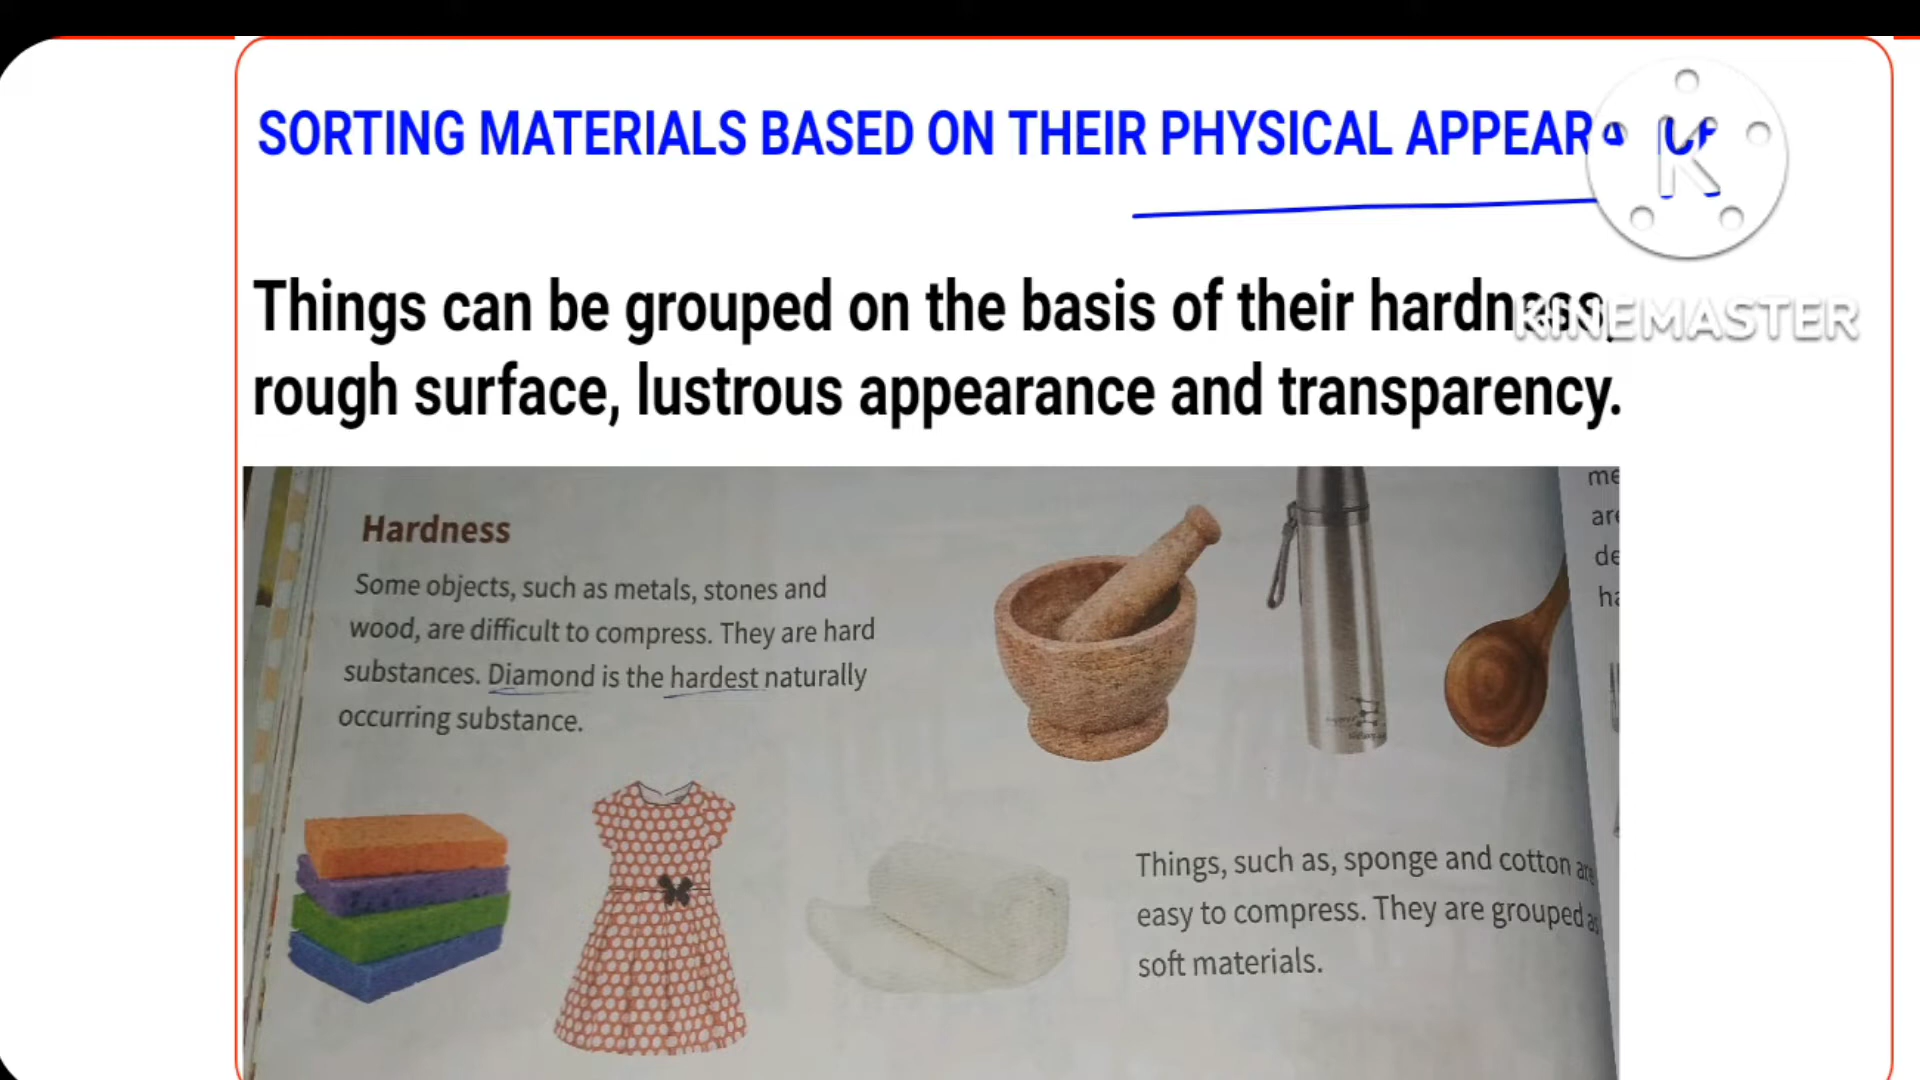 SORTING MATERIALS BASED ON THEIR PHYSICAL
K
Things can be grouped on the basis of their hardness,
KINEMASTER
rough surface, lustrous appearance and transparency.
Hardness
Some objects, such as metals, stones and
wood, are difficult to compress. They are hard
substances. Diamond is the hardest naturally
occurring substance.
Things, such as, sponge and cotton are
easy to compress. They are grouped as
soft materials.